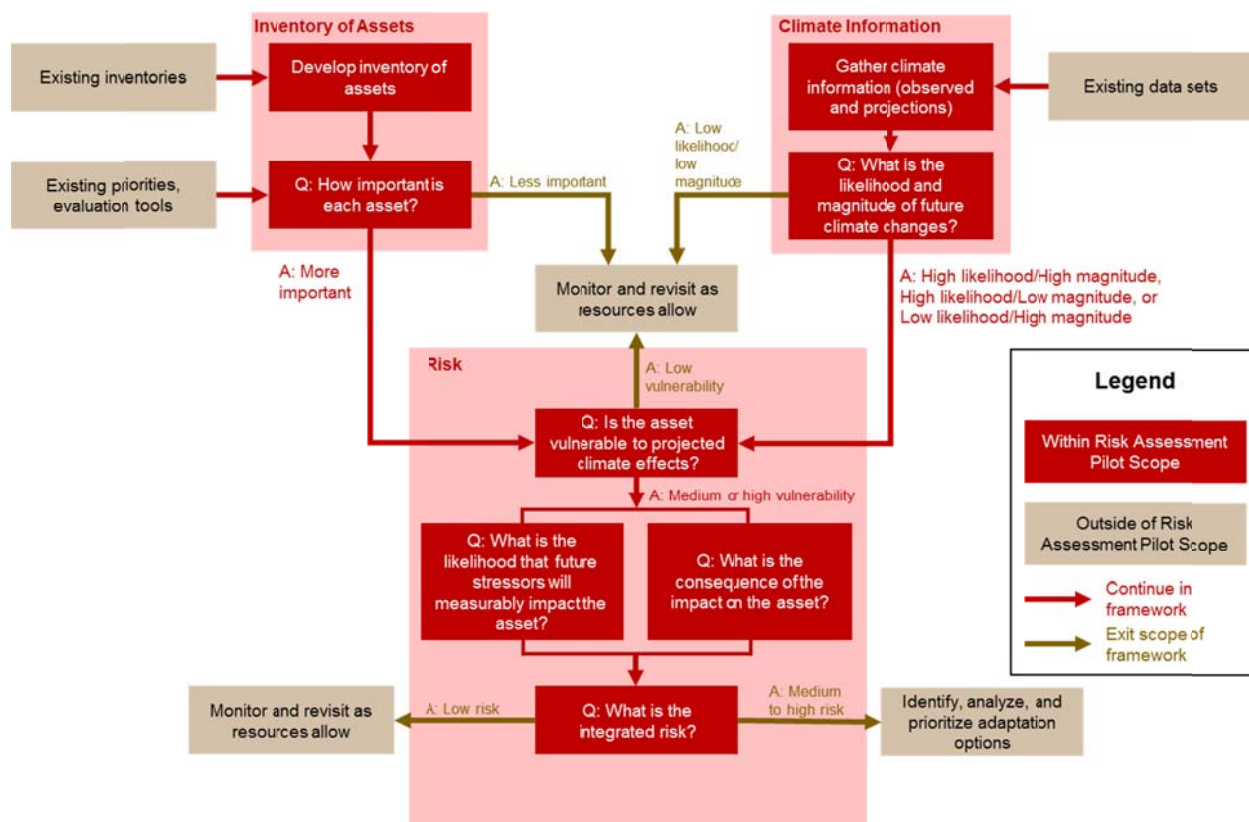 Inventory of Assets
Climate Information
Existing inventories
Develop inventory of
assets
Gather climate
information (observed
and projections)
Existing data sets
Existing priorities,
evaluation tools
Q: How important is
each asset?
A: Less important
A: Low
likelihood/
low
magnitude
Q: What is the
likelihood and
magnitude of future
climate changes?
A: More
important
Monitor and revisit as
resources allow
A: High likelihood/High magnitude,
High likelihood/Low magnitude, or
Low likelihood/High magnitude
Risk
A: Low
vulnerability
Q: Is the asset
vulnerable to projected
climate effects?
A: Medium or high vulnerability
Q: What is the
likelihood that future
stressors will
measurably impact the
asset?
Q: What is the
consequence of the
impact on the asset?
Monitor and revisit as
resources allow
A: Low risk
Q: What is the
integrated risk?
A: Medium
to high risk
Identify, analyze, and
prioritize adaptation
options
Legend
Within Risk Assessment
Pilot Scope
Outside of Risk
Assessment Pilot Scope
Continue in
framework
Exit scope of
framework